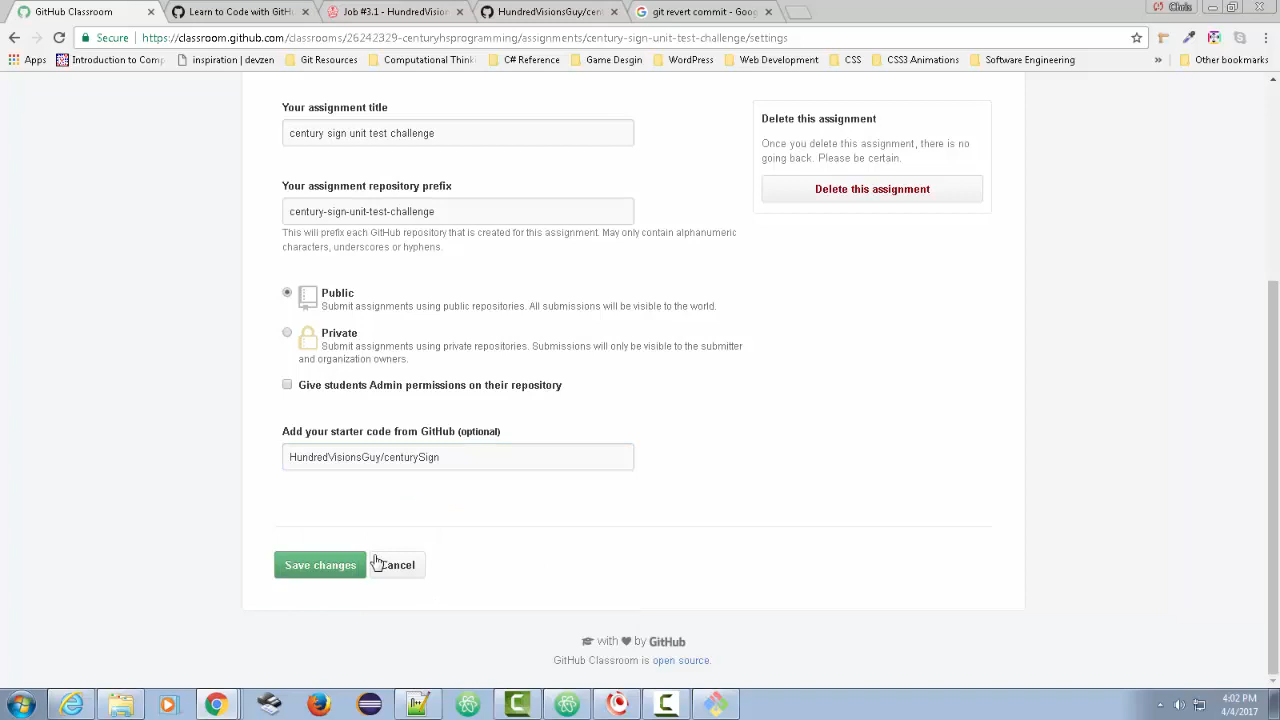 GitHub Classroom
Learn to Code with GitH
Job #3.1 - HundredVision
HundredVisionsGuy/cent
git revert commit - Goog
Chris
Secure
https://classroom.github.com/classrooms/26242329-centuryhsprogramming/assignments/century-sign-unit-test-challenge/settings
Apps
Introduction to Comp
inspiration | devzen
Git Resources
Computational Think
C# Reference
Game Desgin
WordPress
Web Development
CSS
CSS3 Animations
Software Engineering
»
Other bookmarks
Your assignment title
century sign unit test challenge
Your assignment repository prefix
century-sign-unit-test-challenge
This will prefix each GitHub repository that is created for this assignment. May only contain alphanumeric
characters, underscores or hyphens.
Public
Submit assignments using public repositories. All submissions will be visible to the world.
Private
Submit assignments using private repositories. Submissions will only be visible to the submitter
and organization owners.
Give students Admin permissions on their repository
Add your starter code from GitHub (optional)
HundredVisionsGuy/centurySign
Save changes
Cancel
Delete this assignment
Once you delete this assignment, there is no
going back. Please be certain.
Delete this assignment
with ♥ by GitHub
GitHub Classroom is open source.
4:02 PM
4/4/2017